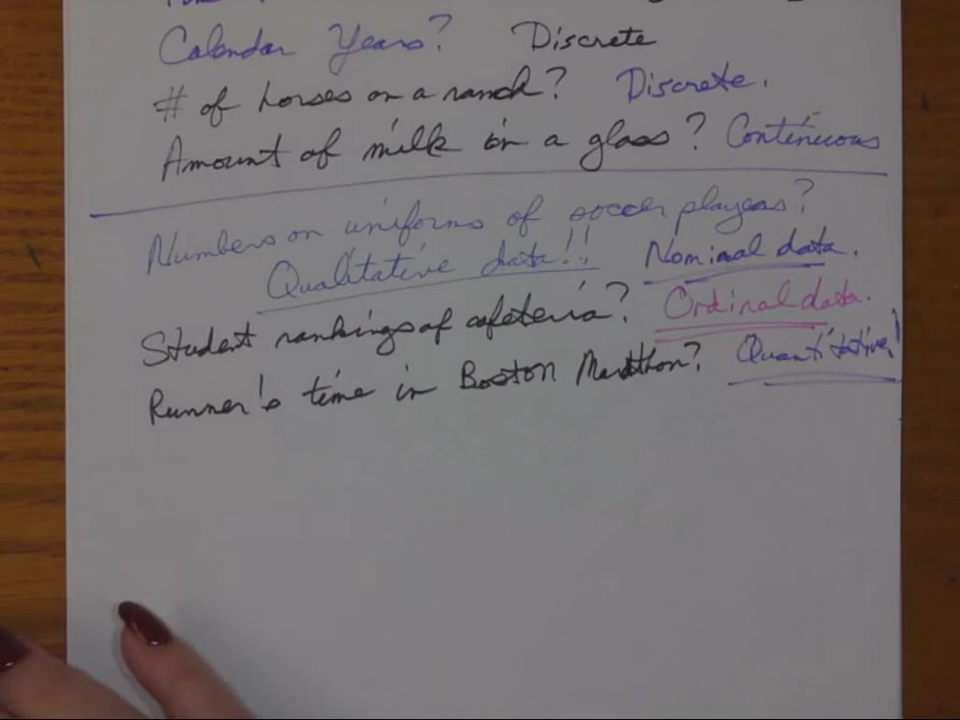 Calendar Years? Discrete
# of horses on a ranch? Discrete.
Amount of milk in a glass? Continuous
Numbers on uniforms of soccer players?
Qualitative data!! Nominal data.
Student rankings of cafeteria? Ordinal data.
Runner's time in Boston Marathon? Quantitative!